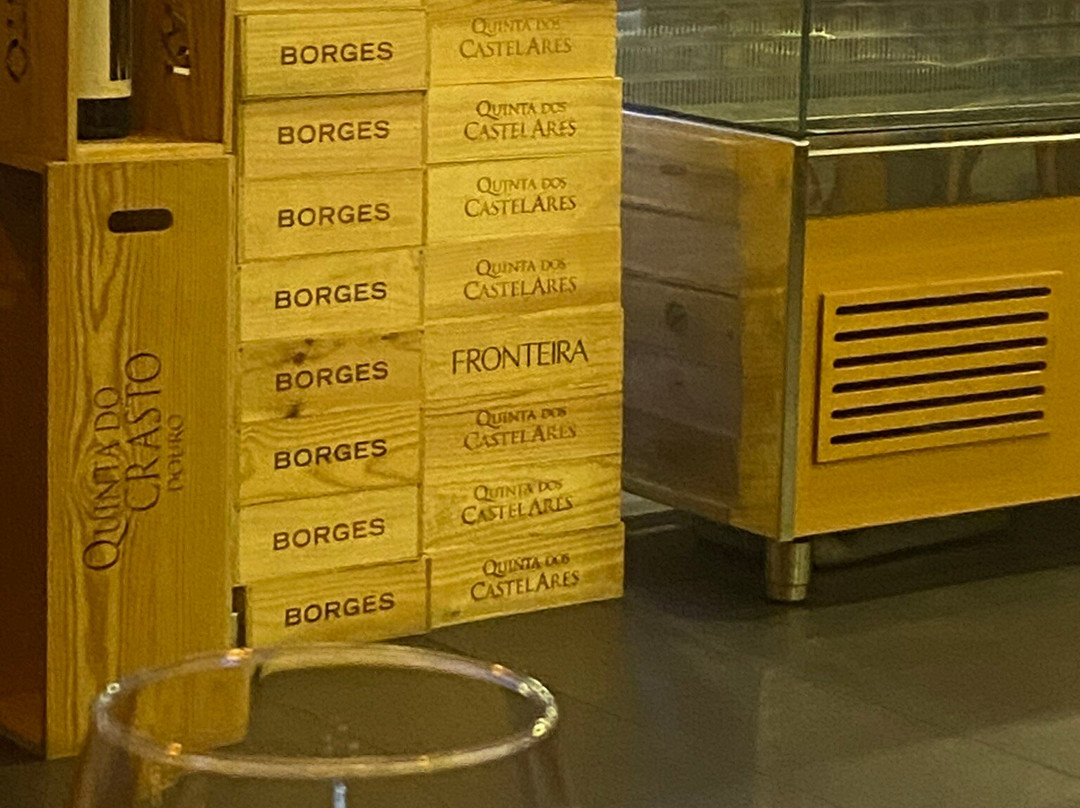 BORGES
BORGES
BORGES
BORGES
BORGES
BORGES
BORGES
BORGES
QUINTA DOS
CASTELARES
QUINTA DOS
CASTELARES
QUINTA DOS
CASTELARES
QUINTA DOS
CASTELARES
FRONTEIRA
QUINTA DOS
CASTELARES
QUINTA DOS
CASTELARES
QUINTA DOS
CASTELARES
QUINTA DO
CRASTO
DOURO